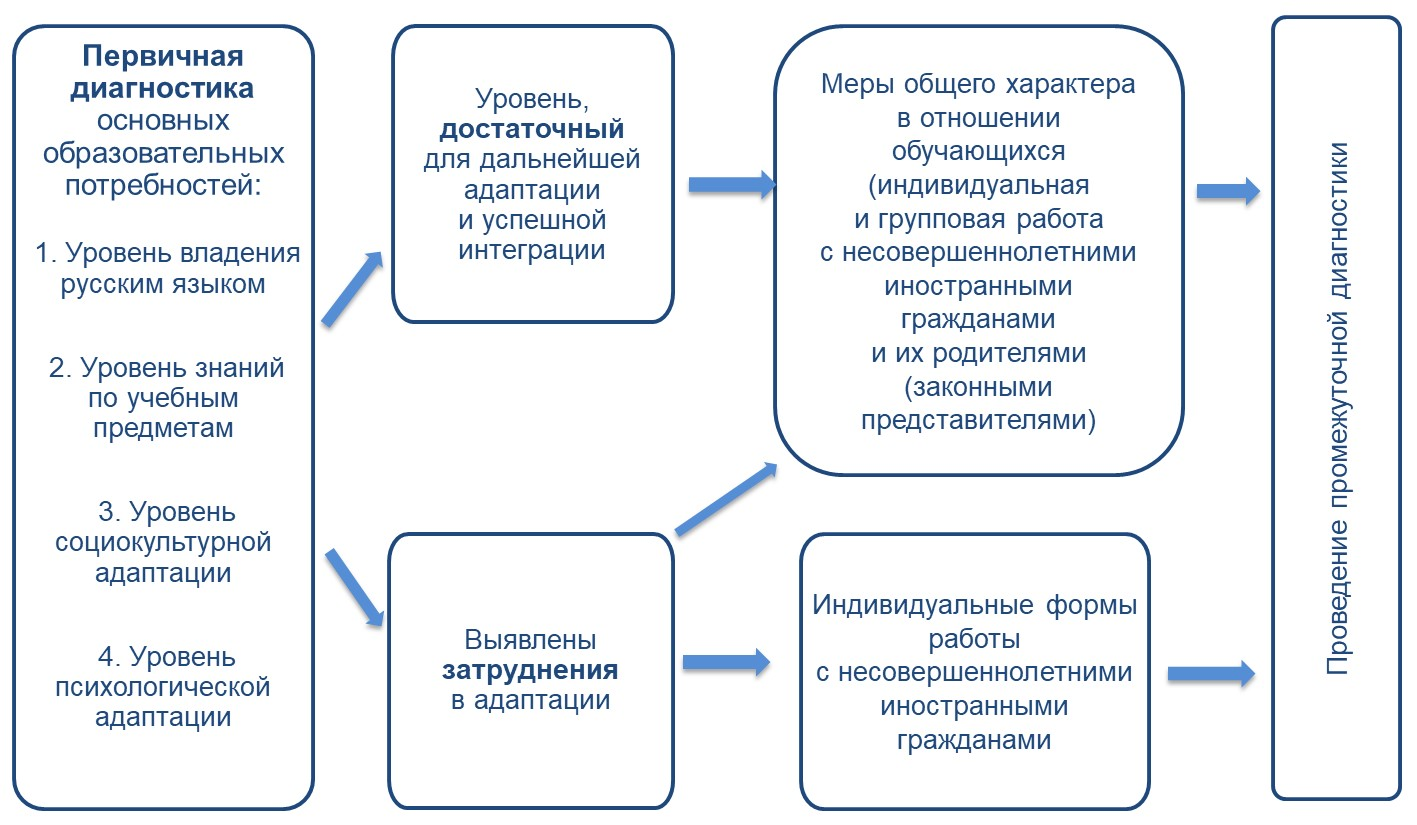 Первичная
диагностика
основных
образовательных
потребностей:
1. Уровень владения
русским языком
2. Уровень знаний
по учебным
предметам
3. Уровень
социокультурной
адаптации
4. Уровень
психологической
адаптации
Уровень,
достаточный
для дальнейшей
адаптации
и успешной
интеграции
Выявлены
затруднения
в адаптации
Меры общего характера
в отношении
обучающихся
(индивидуальная
и групповая работа
с несовершеннолетними
иностранными
гражданами
и их родителями
(законными
представителями)
Индивидуальные формы
работы
с несовершеннолетними
иностранными
гражданами
Проведение промежуточной диагностики